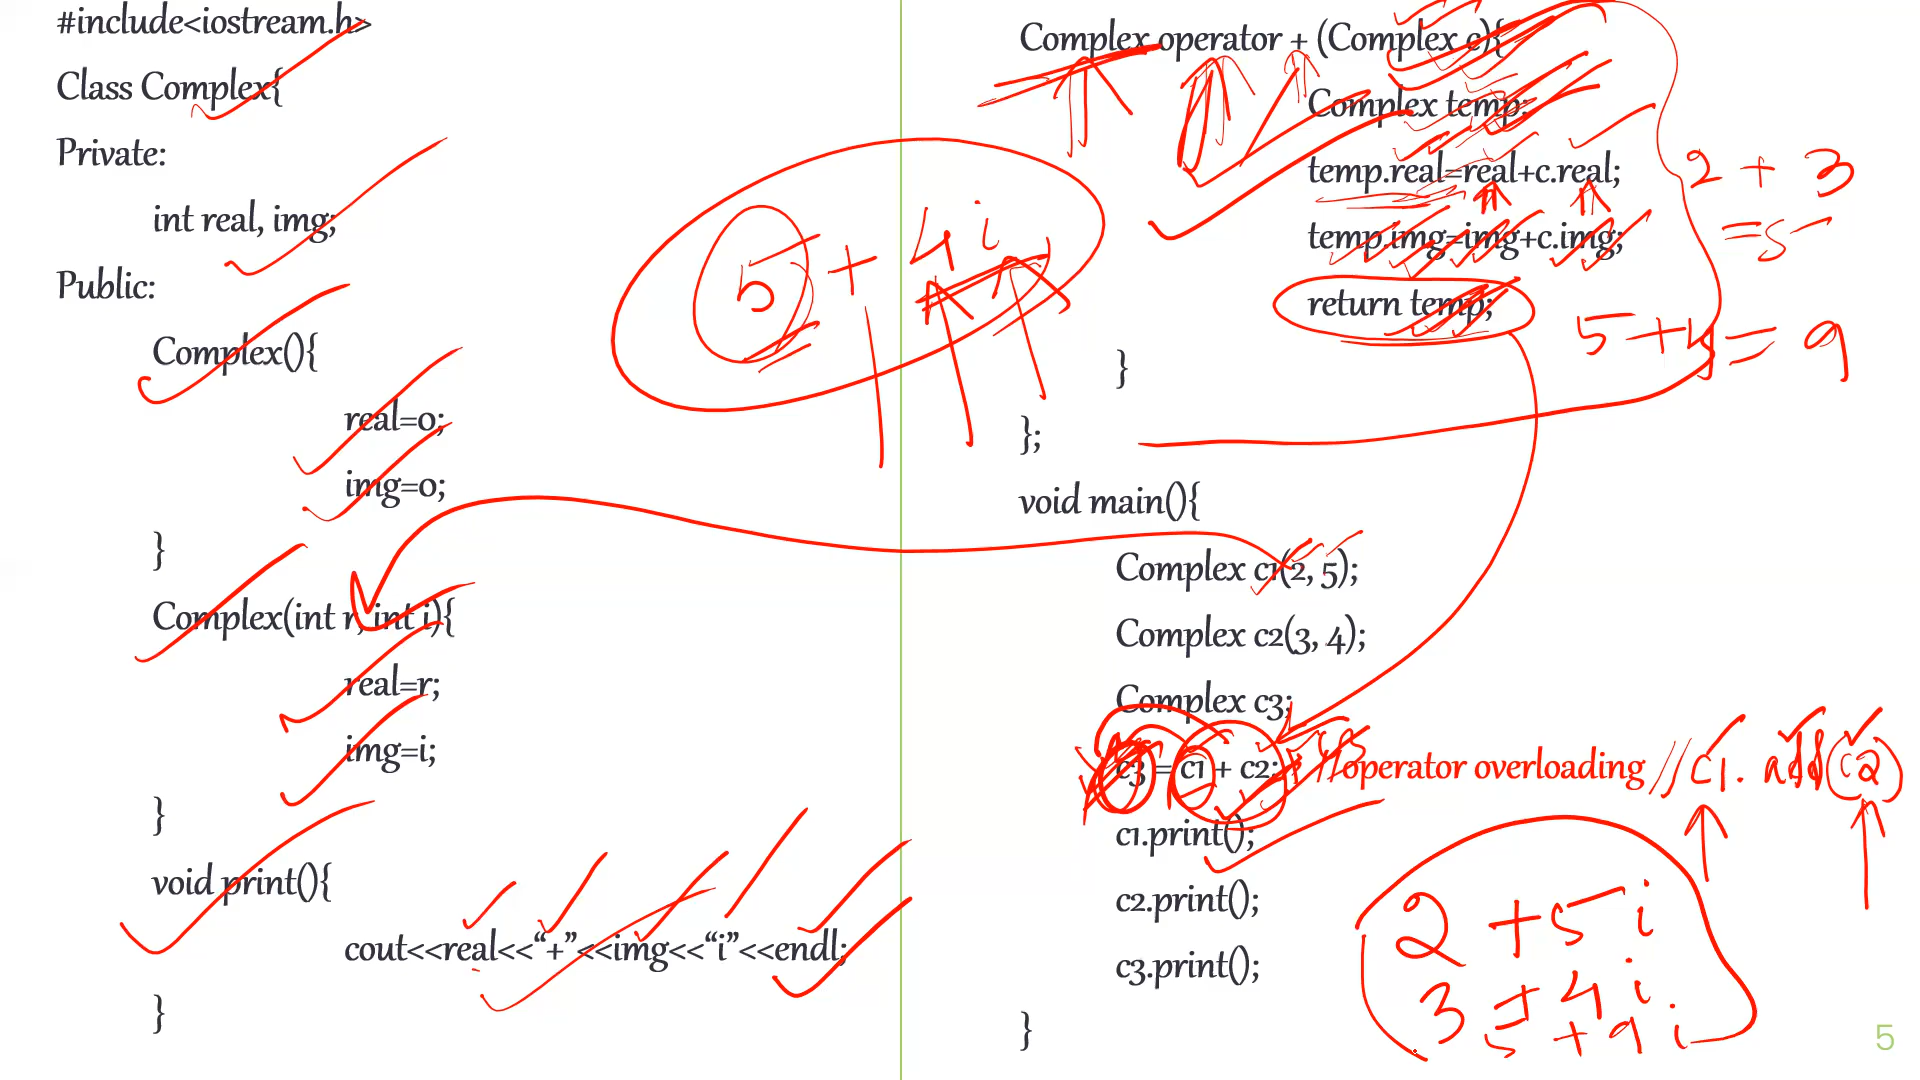 #include<iostream.h>
Class Complex{
Private:
int real, img;
Public:
Complex(){
real=0;
img=0;
}
Complex(int r, int i){
real=r;
img=i;
}
void print(){
cout<<real<<“+”<<img<<“i”<<endl;
}
5 + 4i
Complex operator + (Complex c){
Complex temp;
temp.real=real+c.real;
temp.img=img+c.img;
return temp;
}
};
2 + 3
=5
5+4=9
void main(){
Complex c1(2, 5);
Complex c2(3, 4);
Complex c3;
c3 = c1 + c2; //operator overloading //c1.add(c2)
c1.print();
c2.print();
c3.print();
}
2 +5i
3 +4i
5 +9i
5